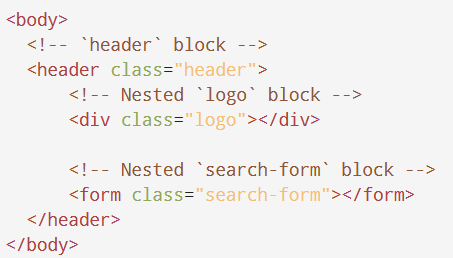 <body>
<!-- `header` block -->
<header class="header">
<!-- Nested `logo` block -->
<div class="logo"></div>
<!-- Nested `search-form` block -->
<form class="search-form"></form>
</header>
</body>